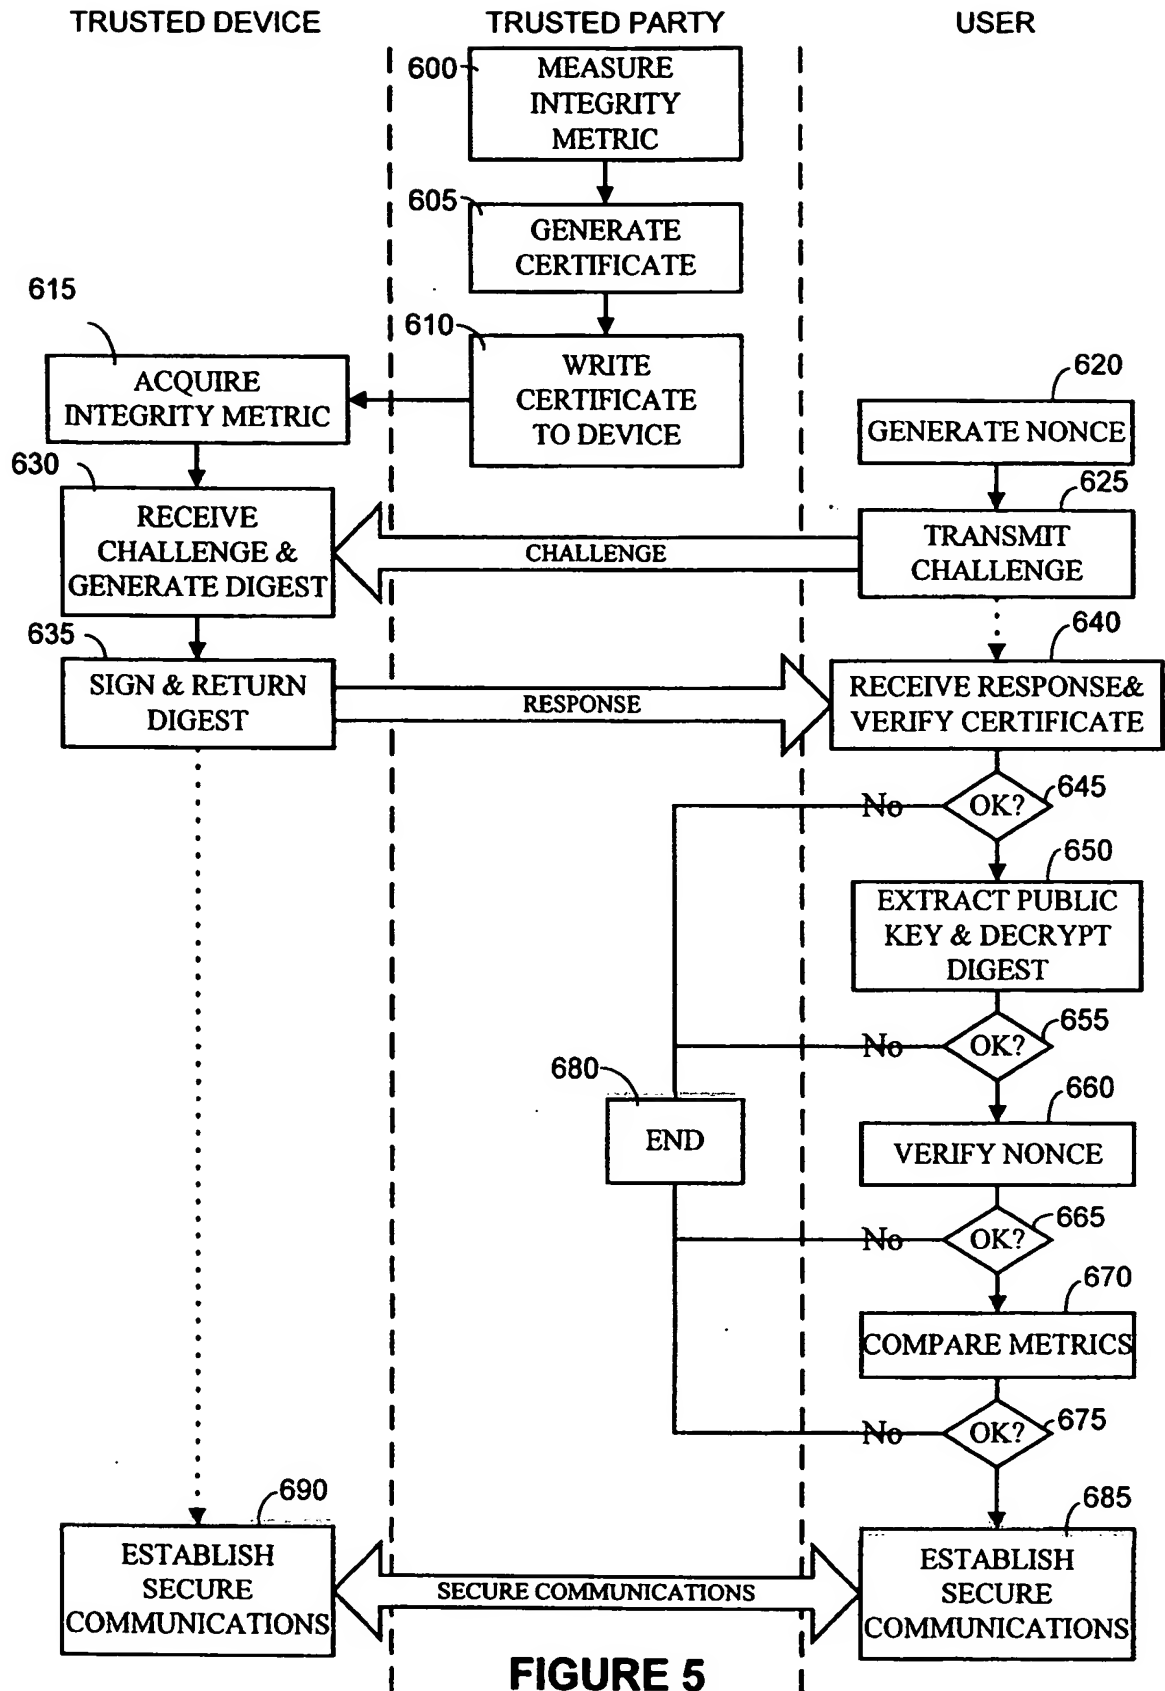 TRUSTED DEVICE
TRUSTED PARTY
USER
600
MEASURE
INTEGRITY
METRIC
605
GENERATE
CERTIFICATE
610
WRITE
CERTIFICATE
TO DEVICE
615
ACQUIRE
INTEGRITY METRIC
620
GENERATE NONCE
625
TRANSMIT
CHALLENGE
CHALLENGE
630
RECEIVE
CHALLENGE &
GENERATE DIGEST
635
SIGN & RETURN
DIGEST
RESPONSE
640
RECEIVE RESPONSE&
VERIFY CERTIFICATE
645
OK?
No
650
EXTRACT PUBLIC
KEY & DECRYPT
DIGEST
655
OK?
No
680
END
660
VERIFY NONCE
665
OK?
No
670
COMPARE METRICS
675
OK?
No
690
ESTABLISH
SECURE
COMMUNICATIONS
SECURE COMMUNICATIONS
685
ESTABLISH
SECURE
COMMUNICATIONS
FIGURE 5